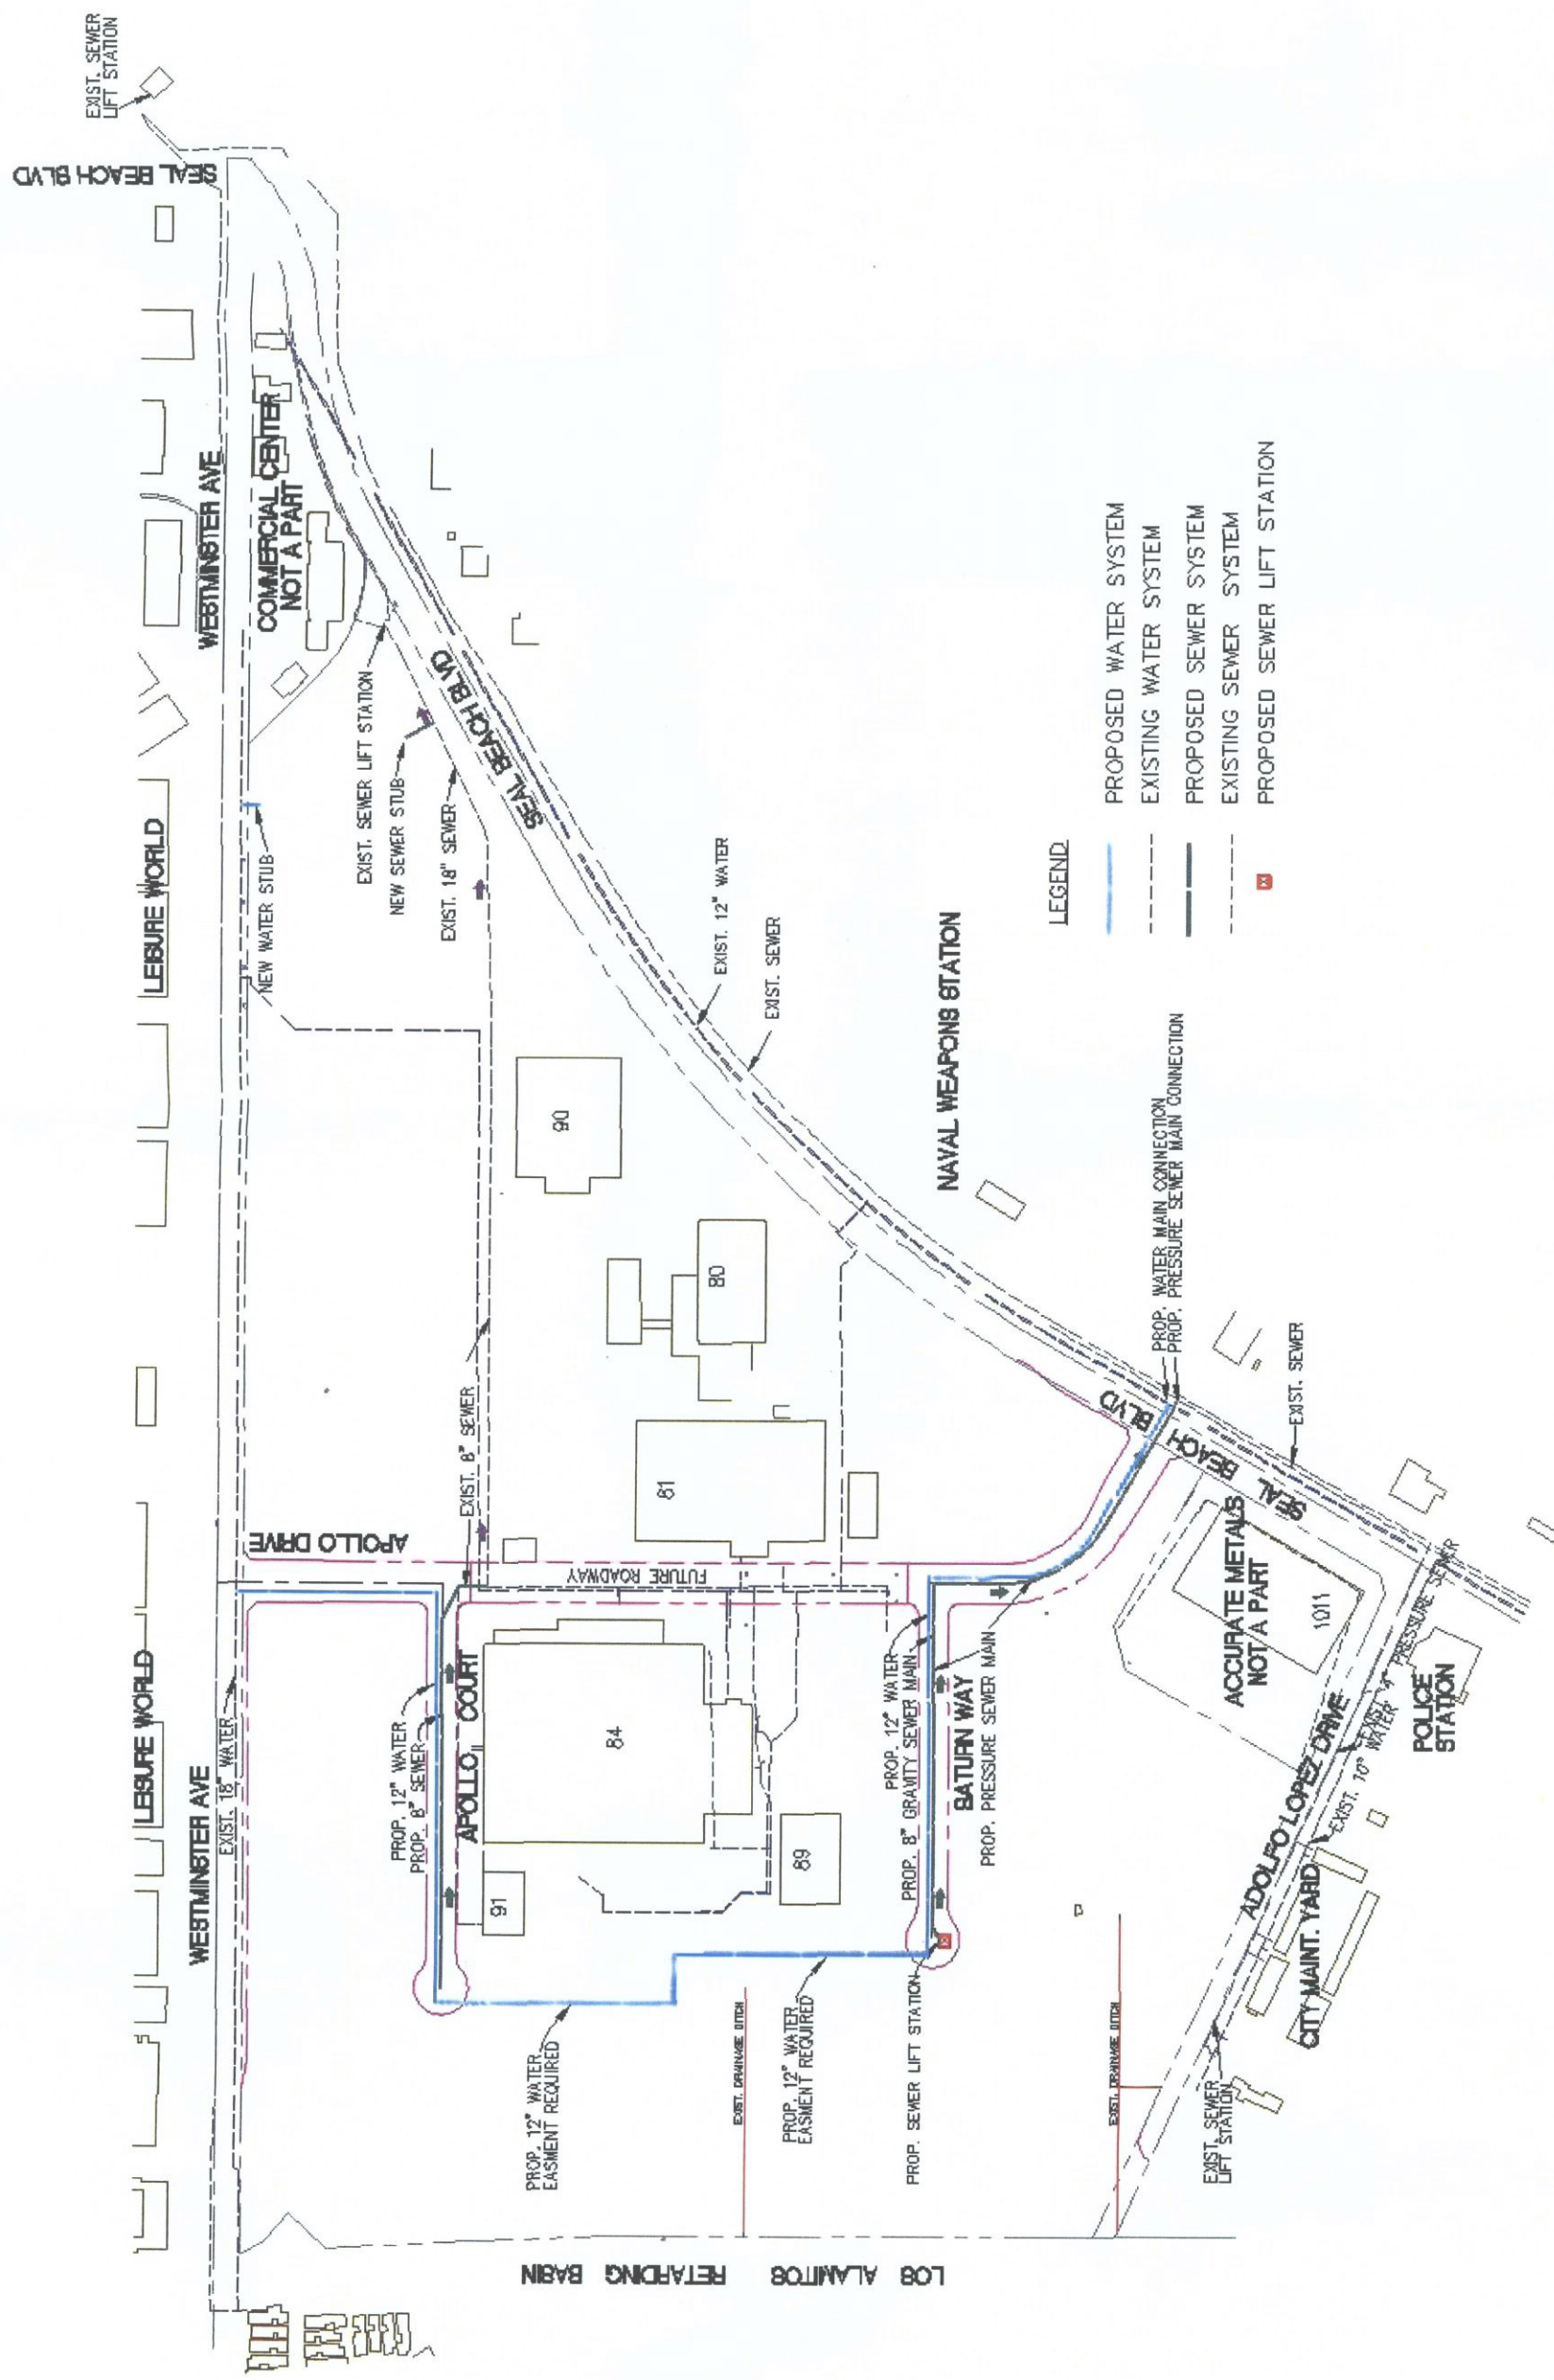 EXIST. SEWER
LIFT STATION
SEAL BEACH BLVD
WESTMINSTER AVE
COMMERCIAL CENTER
NOT A PART
LEISURE WORLD
NEW WATER STUB
EXIST. SEWER LIFT STATION
NEW SEWER STUB
EXIST. 18" SEWER
SEAL BEACH BLVD
EXIST. 12" WATER
EXIST. SEWER
NAVAL WEAPONS STATION
LEGEND
PROPOSED WATER SYSTEM
EXISTING WATER SYSTEM
PROPOSED SEWER SYSTEM
EXISTING SEWER SYSTEM
PROPOSED SEWER LIFT STATION
90
80
81
EXIST. 8" SEWER
APOLLO DRIVE
FUTURE ROADWAY
PROP. WATER MAIN CONNECTION
PROP. PRESSURE SEWER MAIN CONNECTION
SEAL BEACH BLVD
EXIST. SEWER
LEISURE WORLD
WESTMINSTER AVE
EXIST. 18" WATER
PROP. 12" WATER
PROP. 8" SEWER
APOLLO COURT
84
91
89
PROP. 12" WATER
PROP. 8" GRAVITY SEWER MAIN
SATURN WAY
PROP. PRESSURE SEWER MAIN
ACCURATE METALS
NOT A PART
1011
ADOLFO LOPEZ DRIVE
EXIST. 4" PRESSURE SEWER
EXIST. 10" WATER
POLICE
STATION
CITY MAINT. YARD
EXIST. SEWER
LIFT STATION
PROP. 12" WATER
EASMENT REQUIRED
EXIST. DRAINAGE DITCH
PROP. 12" WATER
EASMENT REQUIRED
PROP. SEWER LIFT STATION
EXIST. DRAINAGE DITCH
LOS ALAMITOS RETARDING BASIN